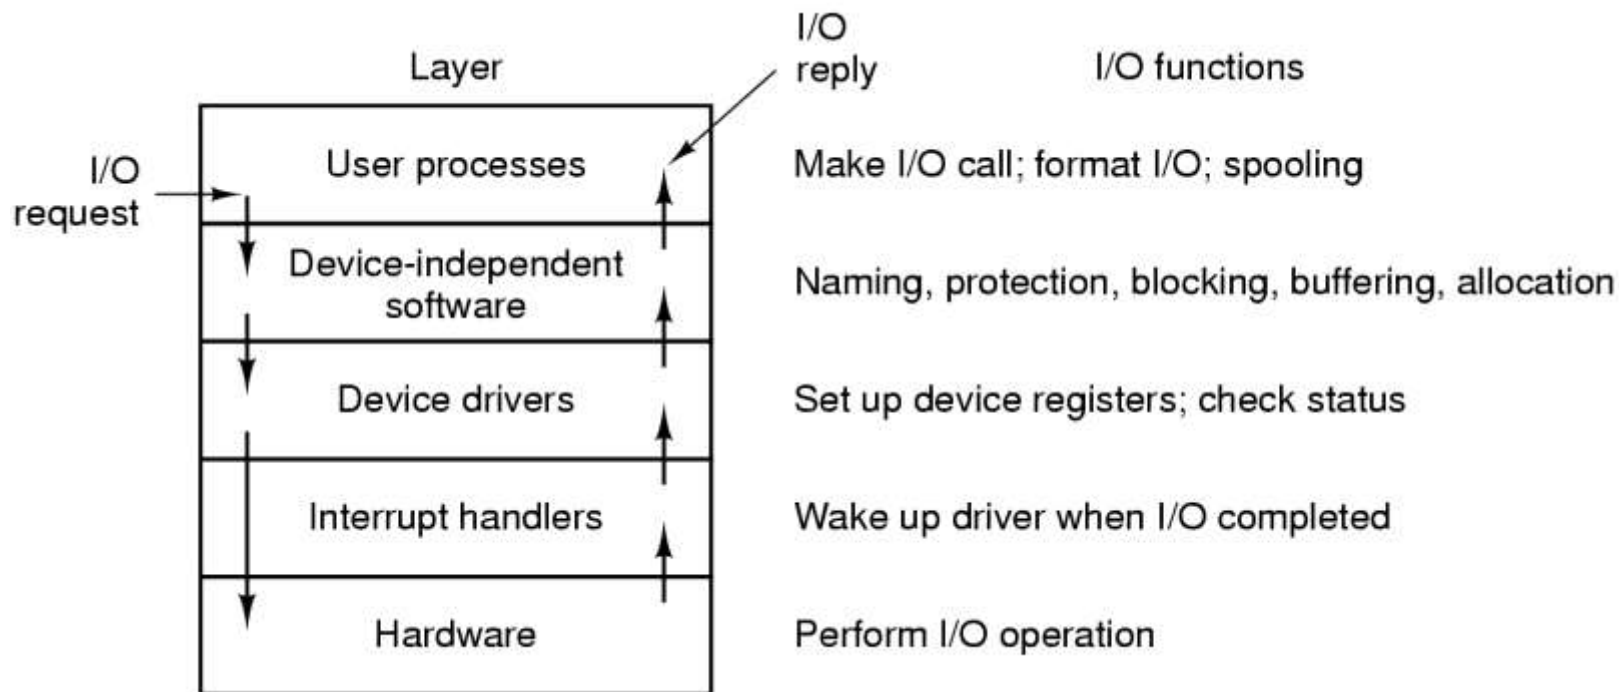 I/O
reply
Layer
I/O functions
I/O
request
User processes
Make I/O call; format I/O; spooling
Device-independent
software
Naming, protection, blocking, buffering, allocation
Device drivers
Set up device registers; check status
Interrupt handlers
Wake up driver when I/O completed
Hardware
Perform I/O operation